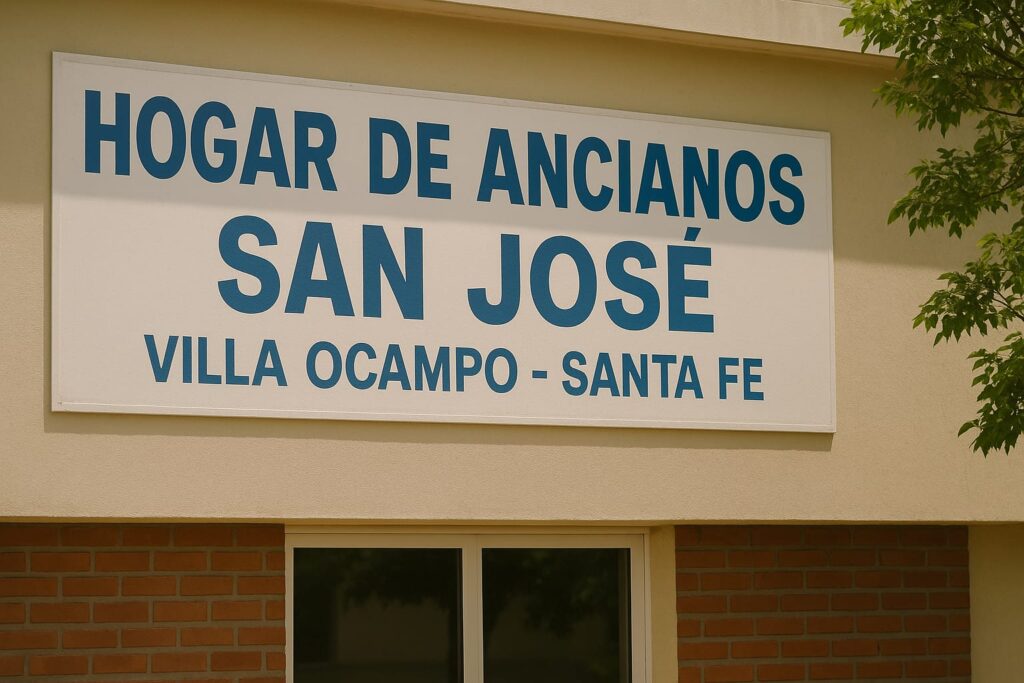 HOGAR DE ANCIANOS
SAN JOSÉ
VILLA OCAMPO - SANTA FE